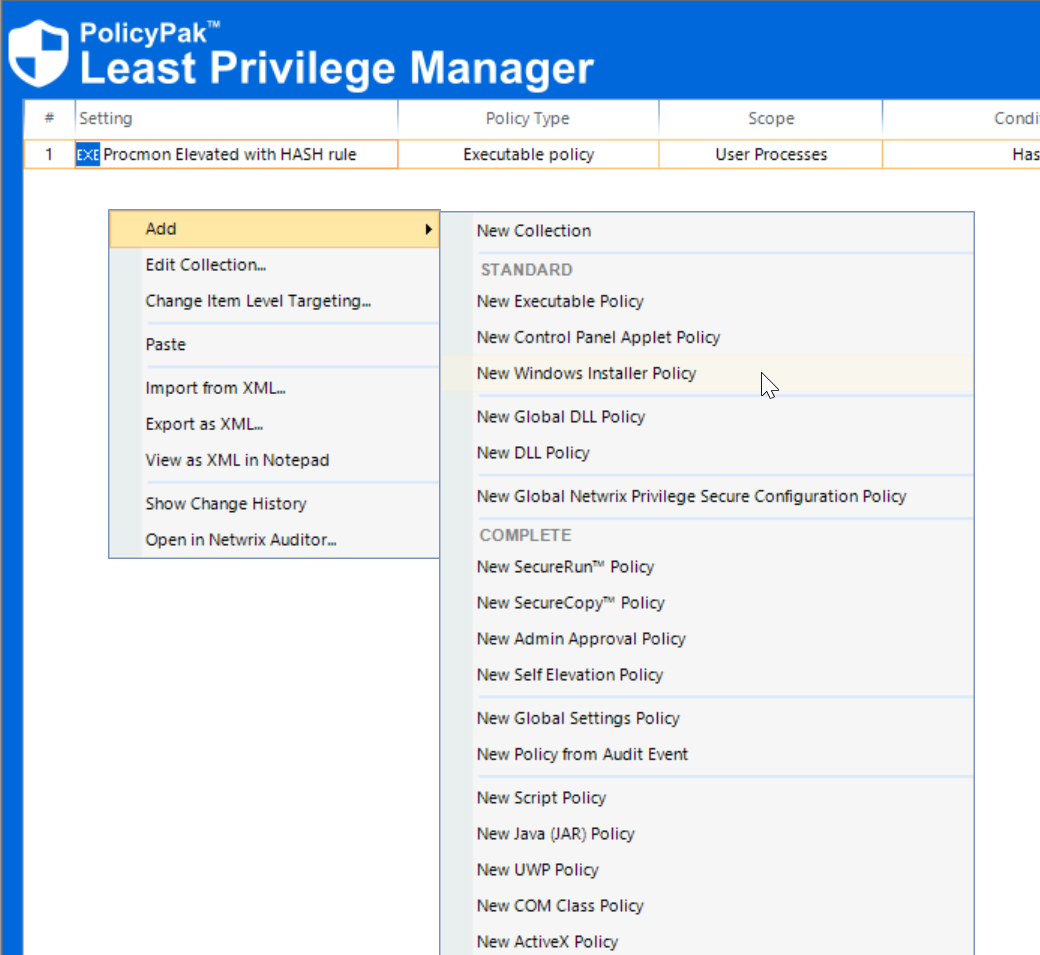 PolicyPak™
Least Privilege Manager
# Setting Policy Type Scope
1 EXE Procmon Elevated with HASH rule Executable policy User Processes
Add
Edit Collection...
Change Item Level Targeting...
Paste
Import from XML...
Export as XML...
View as XML in Notepad
Show Change History
Open in Netwrix Auditor...
New Collection
STANDARD
New Executable Policy
New Control Panel Applet Policy
New Windows Installer Policy
New Global DLL Policy
New DLL Policy
New Global Netwrix Privilege Secure Configuration Policy
COMPLETE
New SecureRun™ Policy
New SecureCopy™ Policy
New Admin Approval Policy
New Self Elevation Policy
New Global Settings Policy
New Policy from Audit Event
New Script Policy
New Java (JAR) Policy
New UWP Policy
New COM Class Policy
New ActiveX Policy